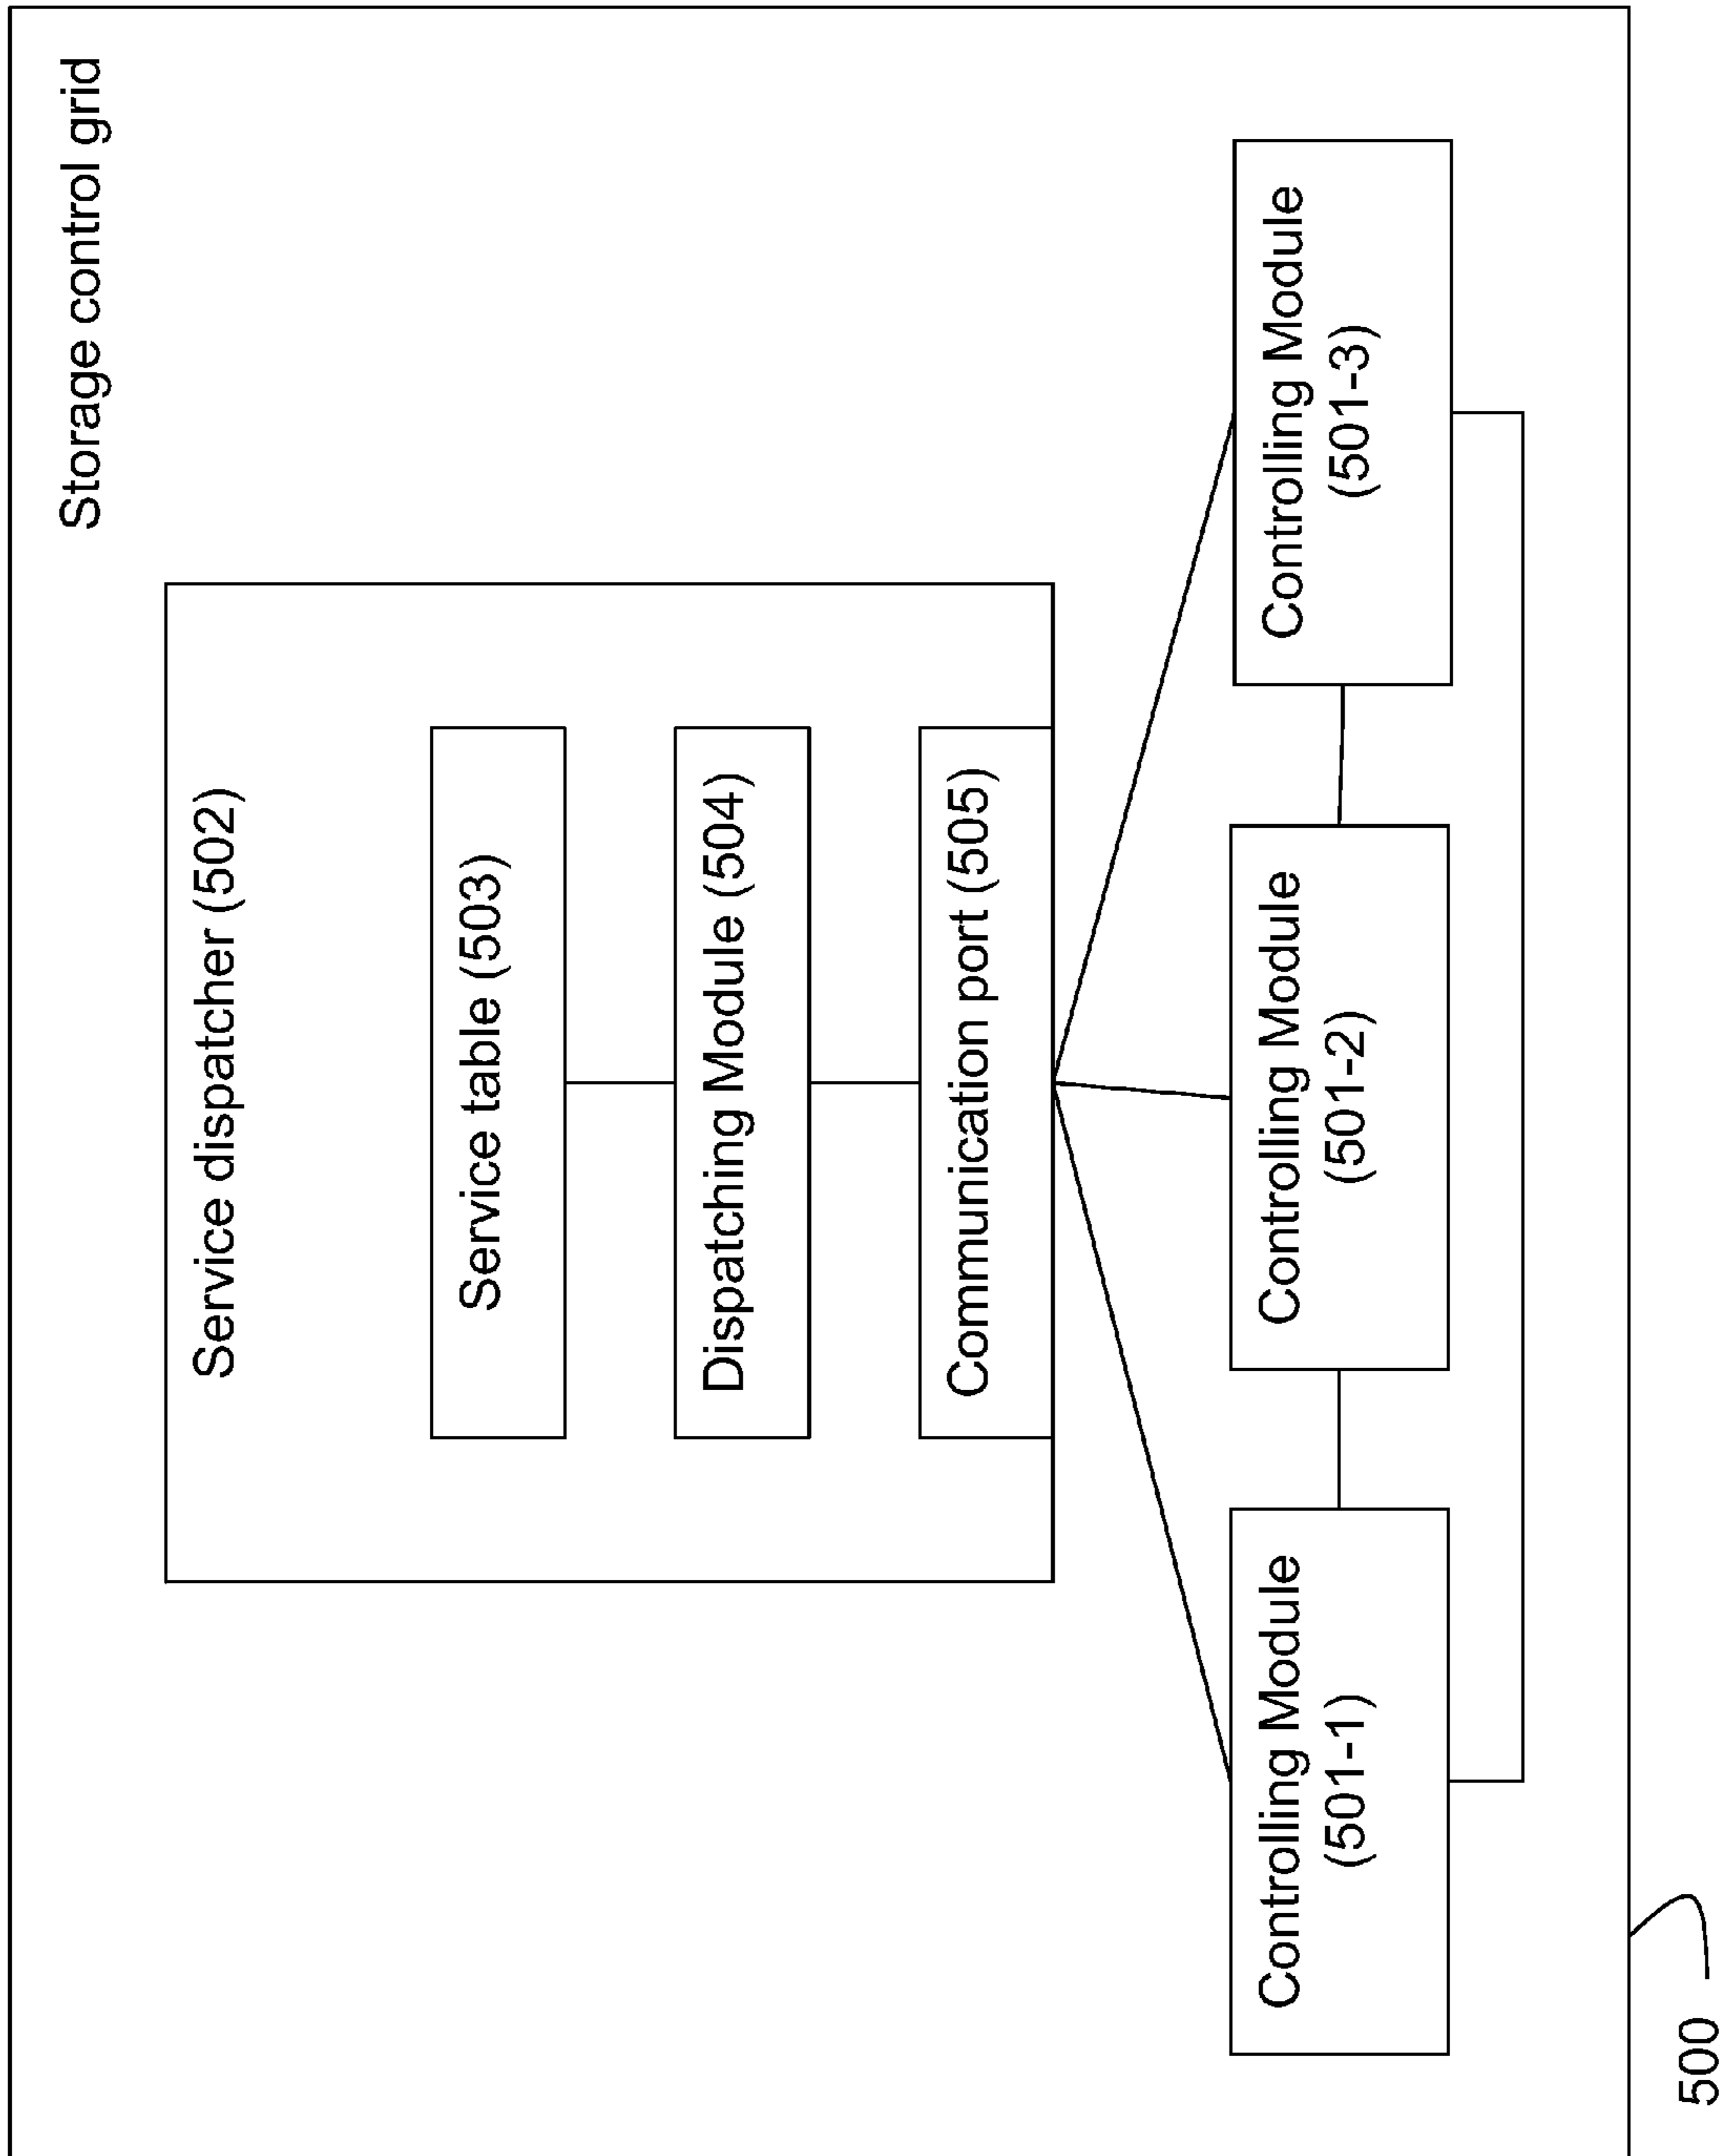 Storage control grid
Service dispatcher (502)
Service table (503)
Dispatching Module (504)
Communication port (505)
Controlling Module
(501-1)
Controlling Module
(501-2)
Controlling Module
(501-3)
500